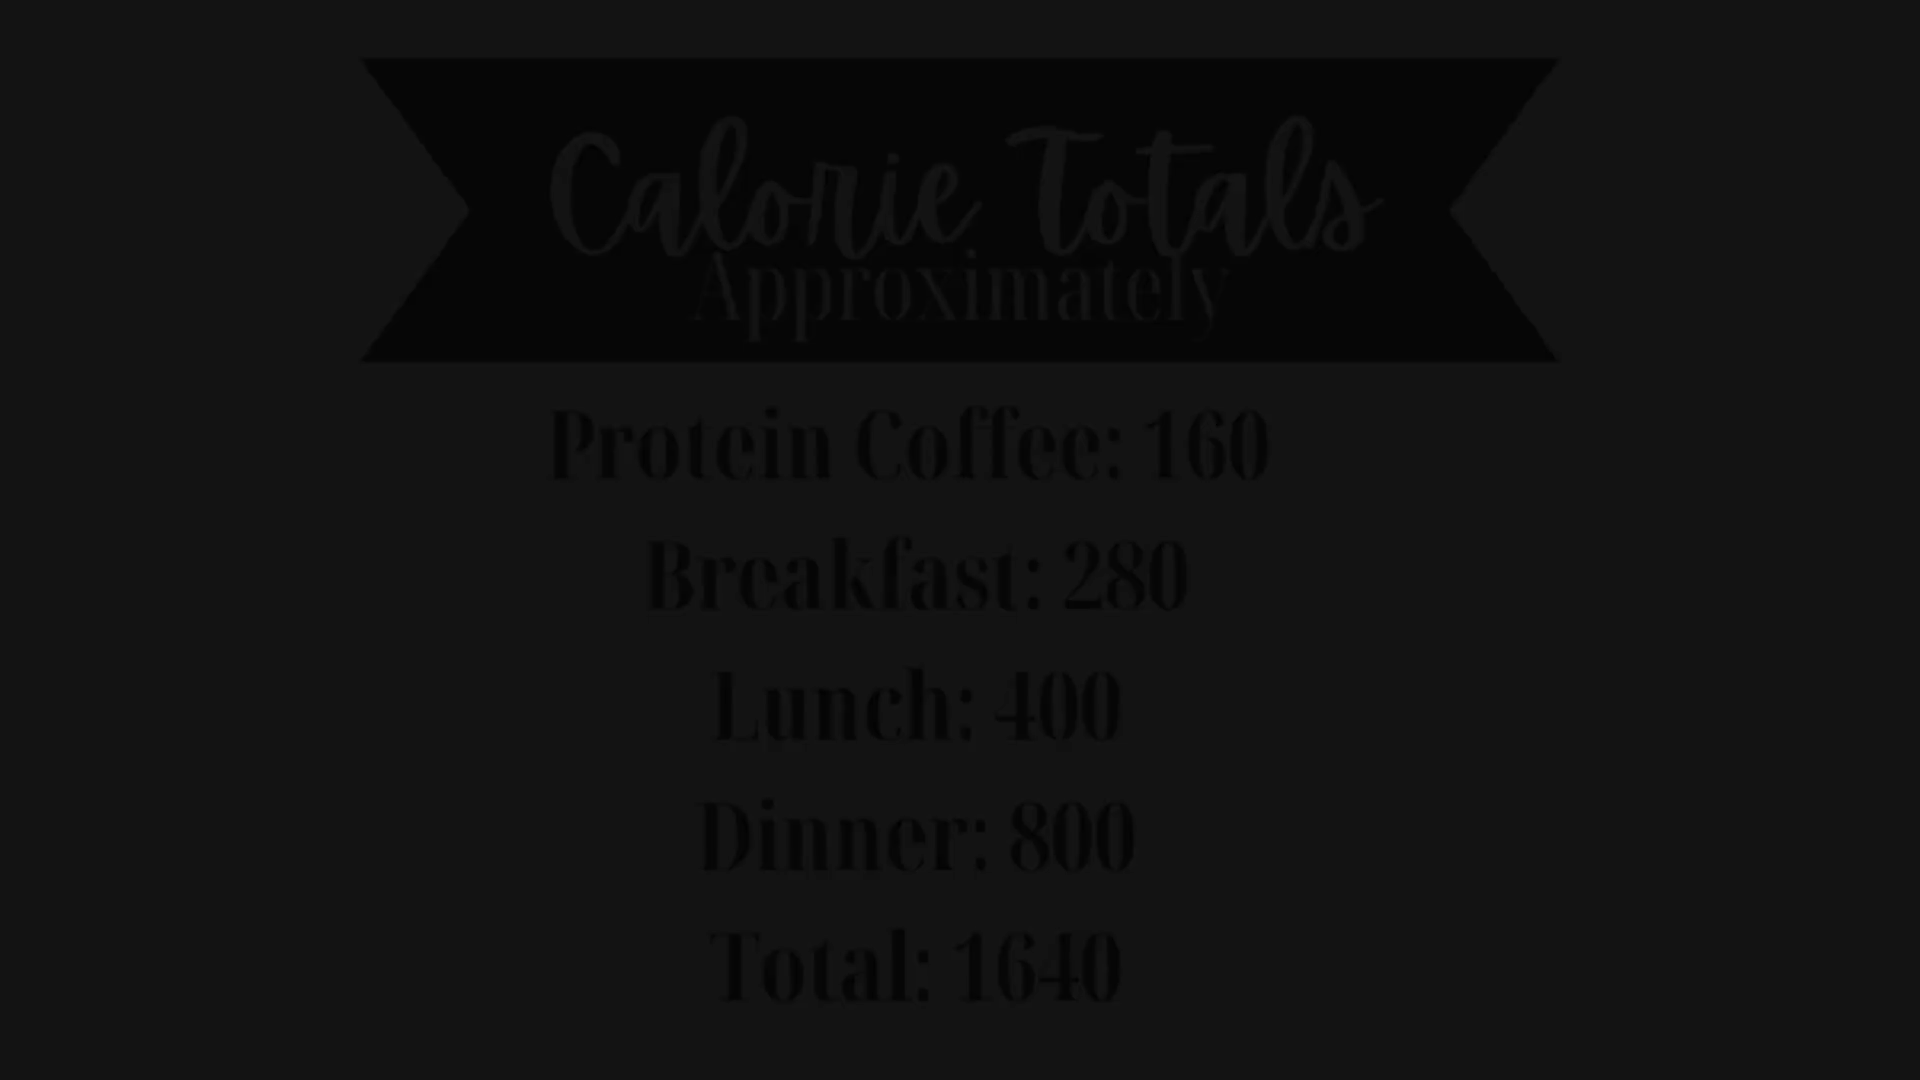 Calorie Totals
Approximately
Protein Coffee: 160
Breakfast: 280
Lunch: 400
Dinner: 800
Total: 1640